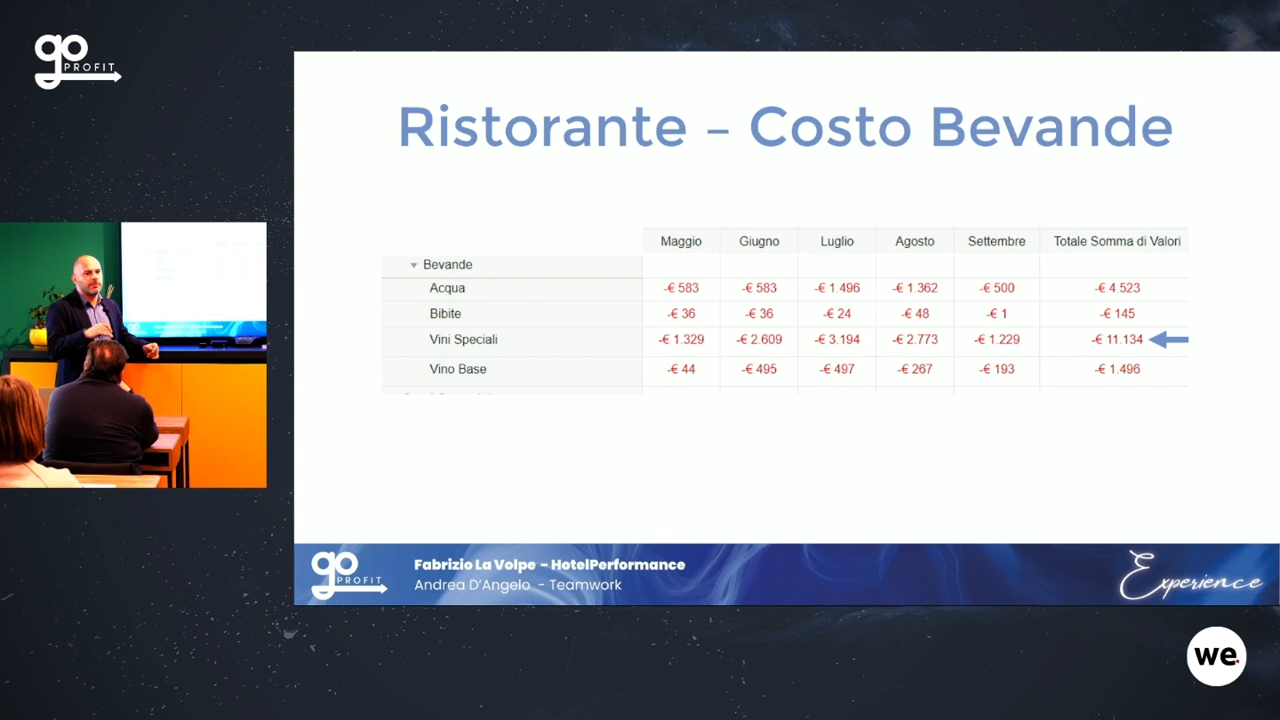 go
PROFIT
Ristorante – Costo Bevande
Maggio Giugno Luglio Agosto Settembre Totale Somma di Valori
Bevande
Acqua -€ 583 -€ 583 -€ 1.496 -€ 1.362 -€ 500 -€ 4.523
Bibite -€ 36 -€ 36 -€ 24 -€ 48 -€ 1 -€ 145
Vini Speciali -€ 1.329 -€ 2.609 -€ 3.194 -€ 2.773 -€ 1.229 -€ 11.134
Vino Base -€ 44 -€ 495 -€ 497 -€ 267 -€ 193 -€ 1.496
go
PROFIT
Fabrizio La Volpe - HotelPerformance
Andrea D'Angelo - Teamwork
Experience
we.